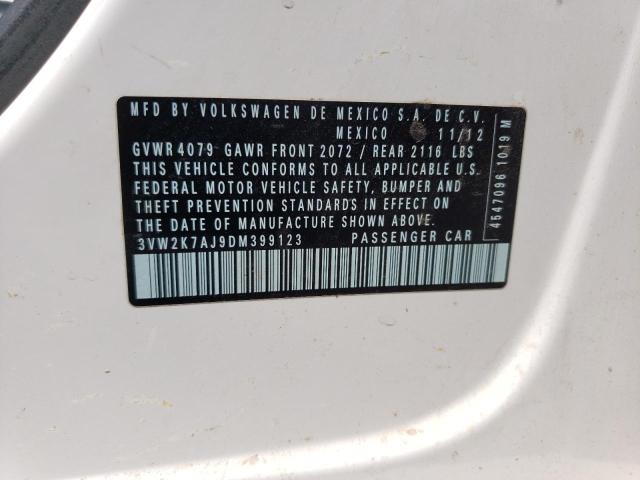 MFD BY VOLKSWAGEN DE MEXICO S.A. DE C.V.
MEXICO 11/12
GVWR 4079 GAWR FRONT 2072 / REAR 2116 LBS
THIS VEHICLE CONFORMS TO ALL APPLICABLE U.S.
FEDERAL MOTOR VEHICLE SAFETY, BUMPER AND
THEFT PREVENTION STANDARDS IN EFFECT ON
THE DATE OF MANUFACTURE SHOWN ABOVE.
3VW2K7AJ9DM399123 PASSENGER CAR
4547096 1019 M